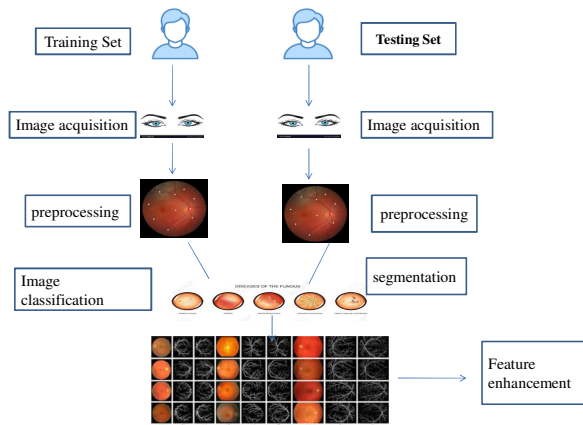 Training Set
Testing Set
Image acquisition
Image acquisition
preprocessing
preprocessing
Image
classification
DISEASES OF THE FUNDUS
segmentation
Feature
enhancement